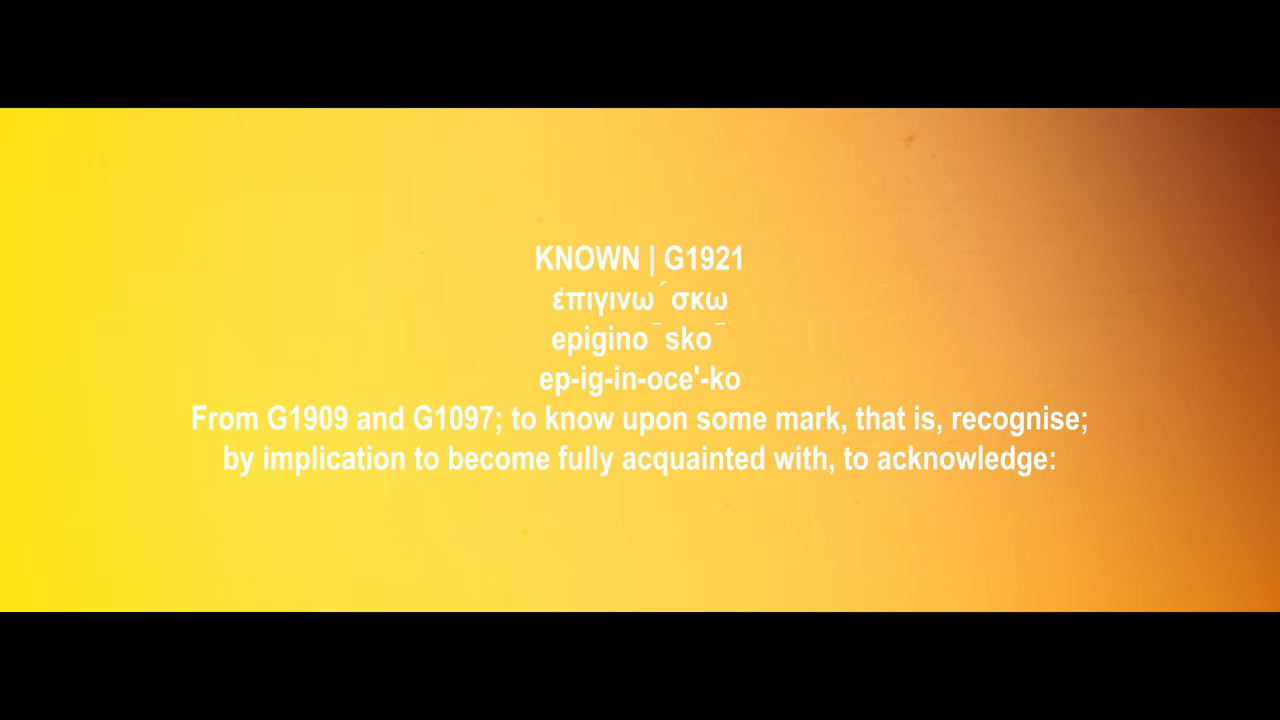 KNOWN | G1921
ἐπιγινω´σκω
epigino¯sko¯
ep-ig-in-oce'-ko
From G1909 and G1097; to know upon some mark, that is, recognise;
by implication to become fully acquainted with, to acknowledge: